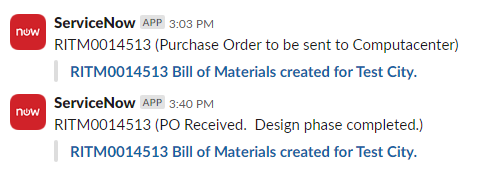 now
ServiceNow APP 3:03 PM
RITM0014513 (Purchase Order to be sent to Computacenter)
RITM0014513 Bill of Materials created for Test City.
now
ServiceNow APP 3:40 PM
RITM0014513 (PO Received.  Design phase completed.)
RITM0014513 Bill of Materials created for Test City.